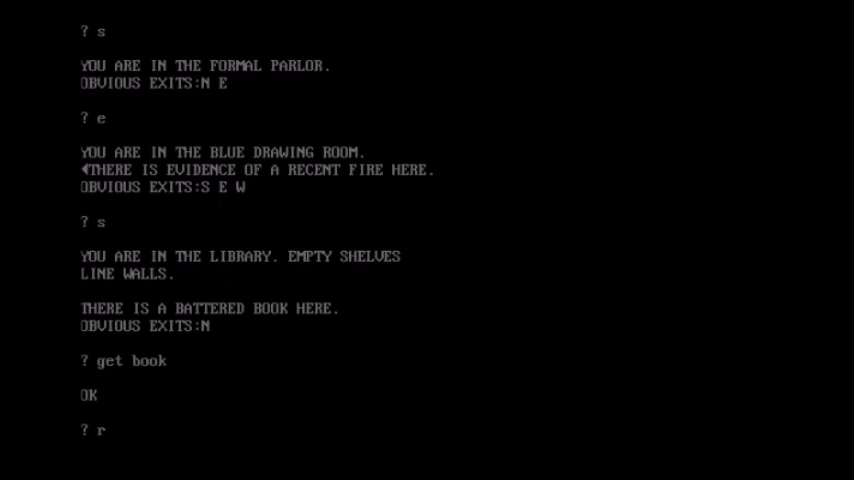 ? s
YOU ARE IN THE FORMAL PARLOR.
OBVIOUS EXITS:N E
? e
YOU ARE IN THE BLUE DRAWING ROOM.
◄THERE IS EVIDENCE OF A RECENT FIRE HERE.
OBVIOUS EXITS:S E W
? s
YOU ARE IN THE LIBRARY. EMPTY SHELVES
LINE WALLS.
THERE IS A BATTERED BOOK HERE.
OBVIOUS EXITS:N
? get book
OK
? r